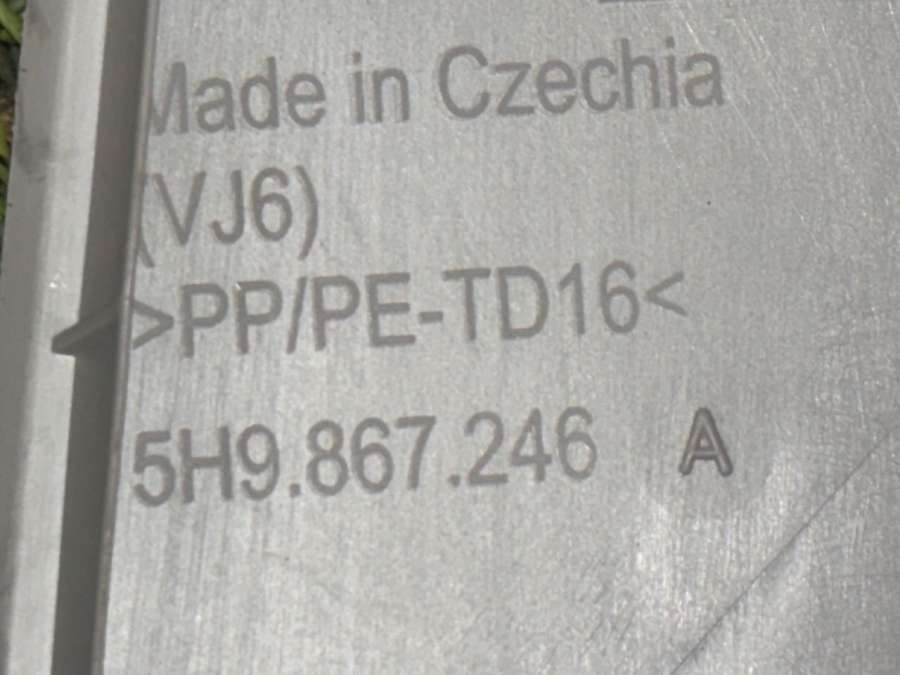 Made in Czechia
(VJ6)
>PP/PE-TD16<
5H9.867.246 A